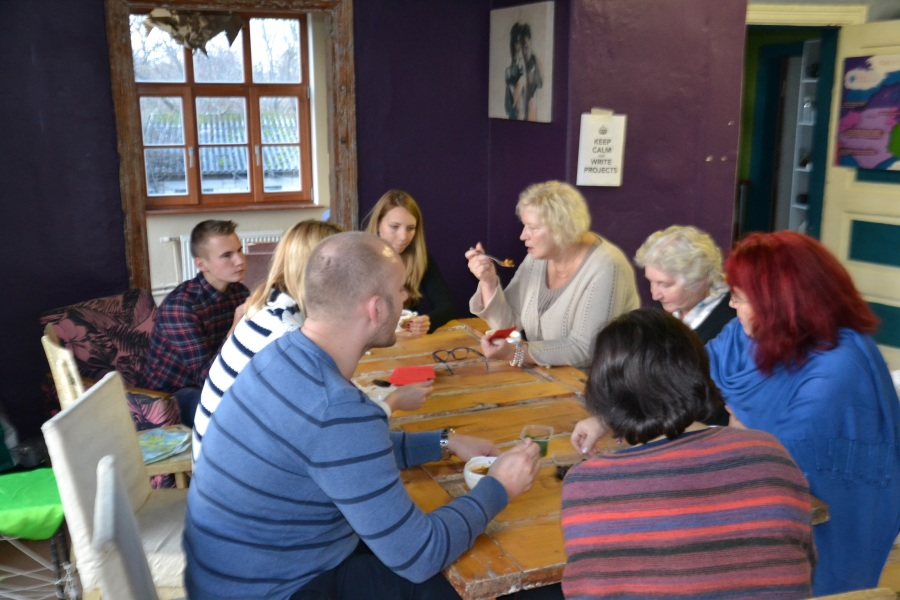 KEEP
CALM
AND
WRITE
PROJECTS